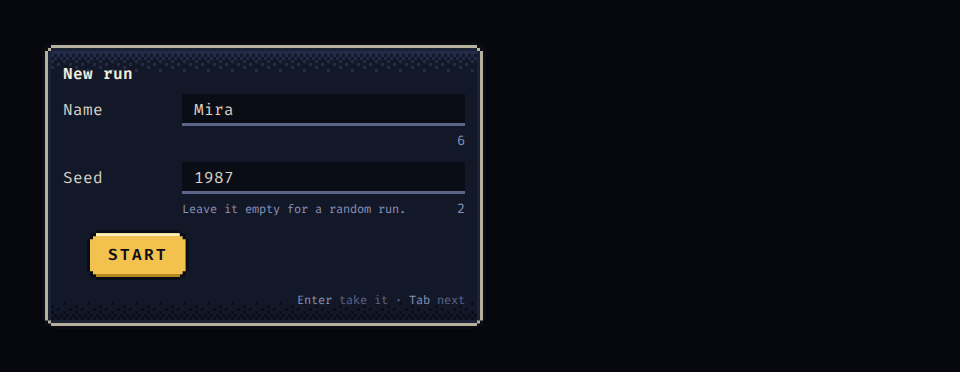 New run
Name Mira
6
Seed 1987
Leave it empty for a random run. 2
START
Enter take it · Tab next